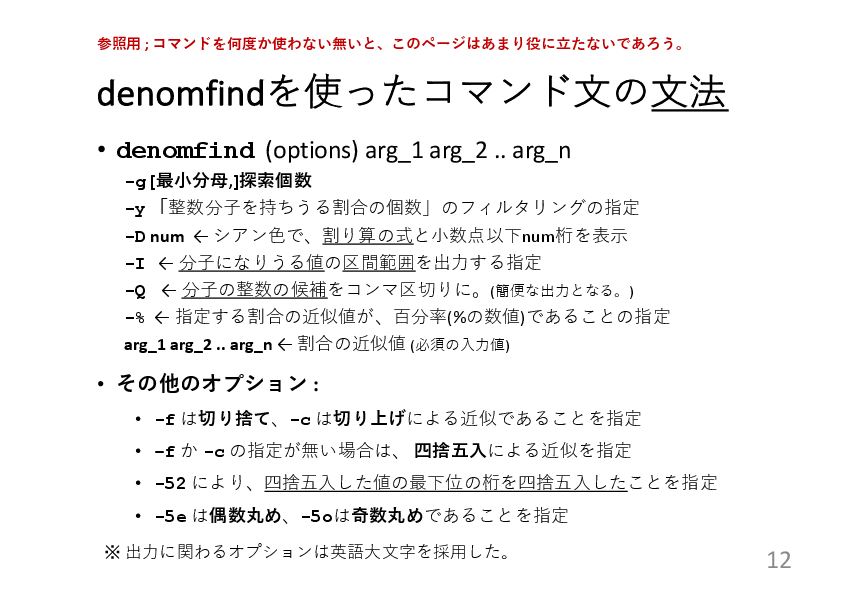 参照用 ; コマンドを何度か使わない無いと、このページはあまり役に立たないであろう。
denomfindを使ったコマンド文の文法
• denomfind (options) arg_1 arg_2 .. arg_n
-g [最小分母,]探索個数
-y 「整数分子を持ちうる割合の個数」のフィルタリングの指定
-D num ← シアン色で、割り算の式と小数点以下num桁を表示
-I ← 分子になりうる値の区間範囲を出力する指定
-Q ← 分子の整数の候補をコンマ区切りに。(簡便な出力となる。)
-% ← 指定する割合の近似値が、百分率(%の数値)であることの指定
arg_1 arg_2 .. arg_n ← 割合の近似値 (必須の入力値)
• その他のオプション :
• -f は切り捨て、-c は切り上げによる近似であることを指定
• -f か -c の指定が無い場合は、 四捨五入による近似を指定
• -52 により、四捨五入した値の最下位の桁を四捨五入したことを指定
• -5e は偶数丸め、-5oは奇数丸めであることを指定
※ 出力に関わるオプションは英語大文字を採用した。
12